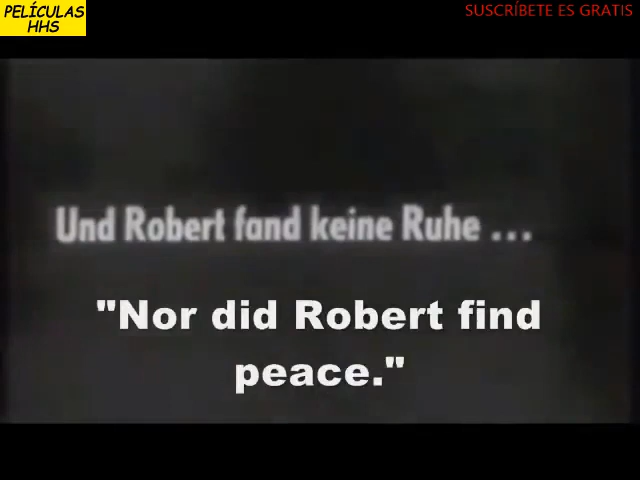 PELÍCULAS
HHS
SUSCRÍBETE ES GRATIS
Und Robert fand keine Ruhe ...
"Nor did Robert find
peace."